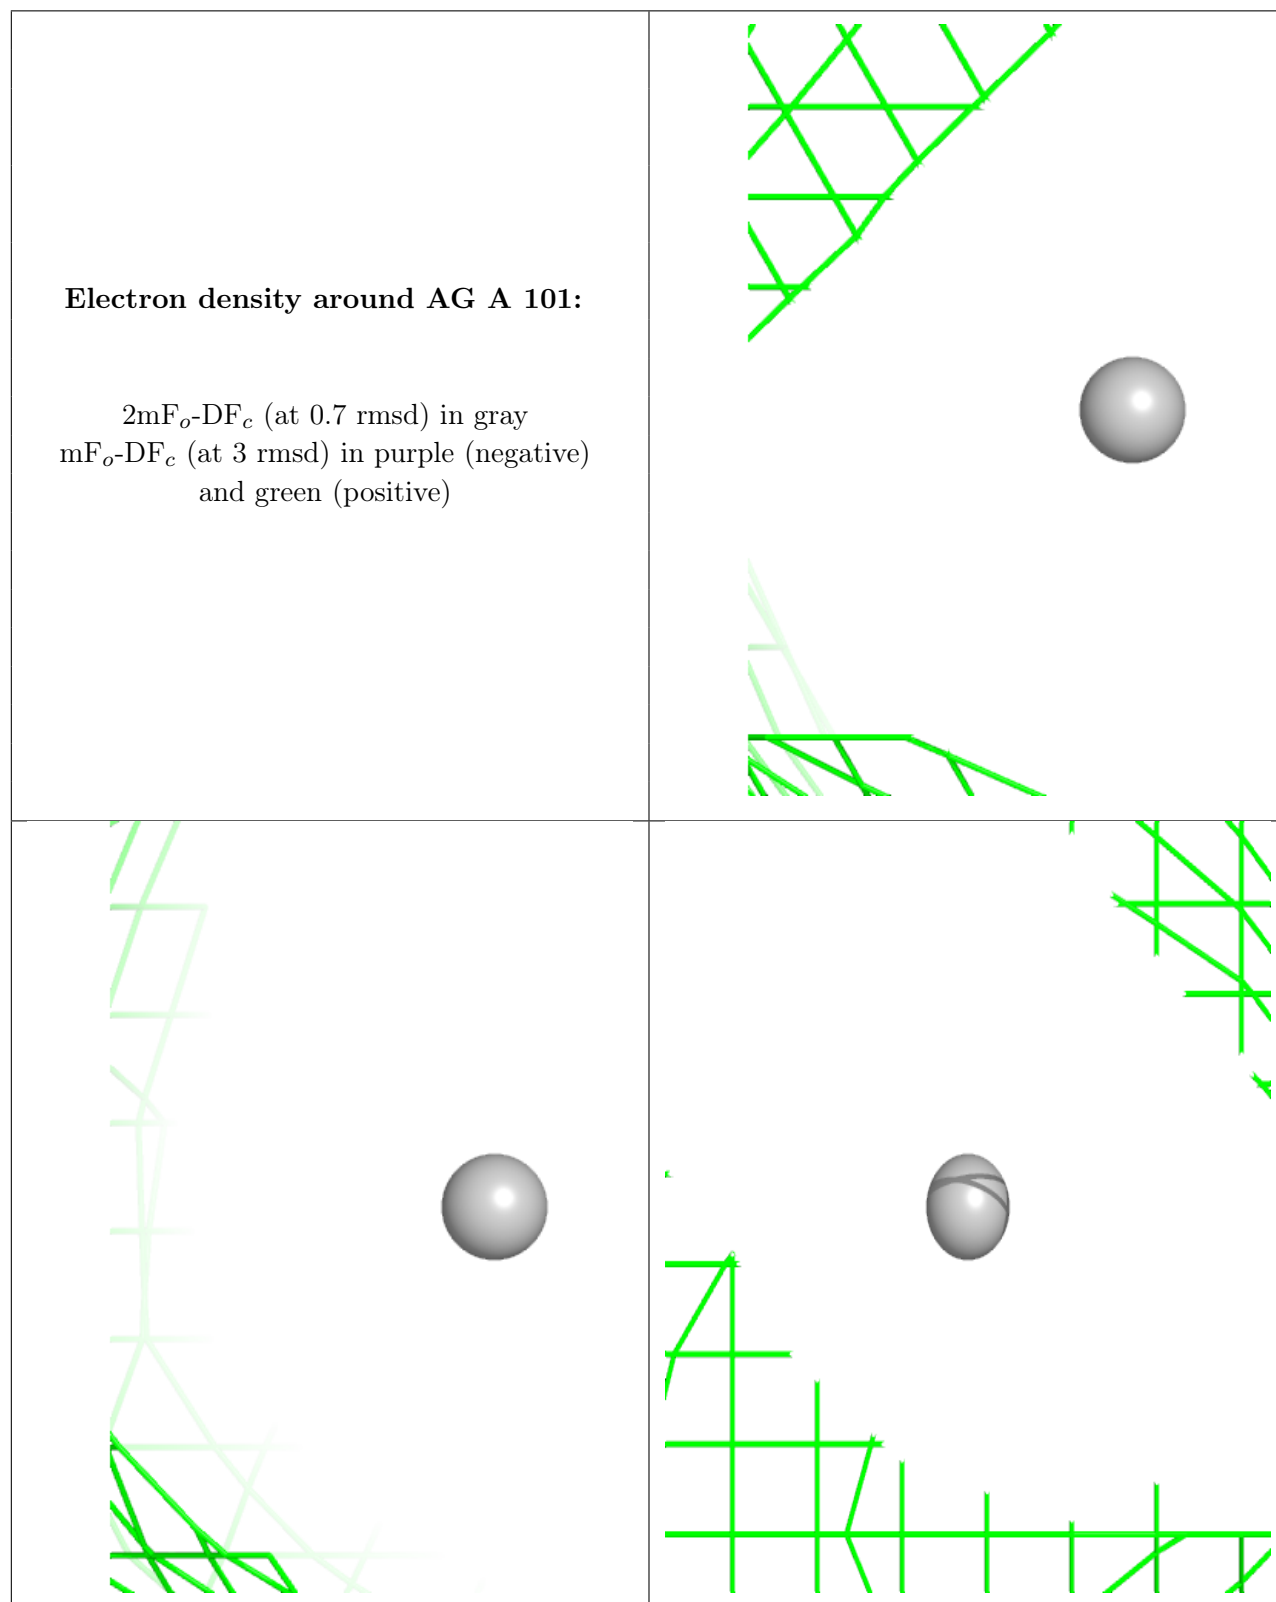 Electron density around AG A 101:
2mFo-DFc (at 0.7 rmsd) in gray
mFo-DFc (at 3 rmsd) in purple (negative)
and green (positive)